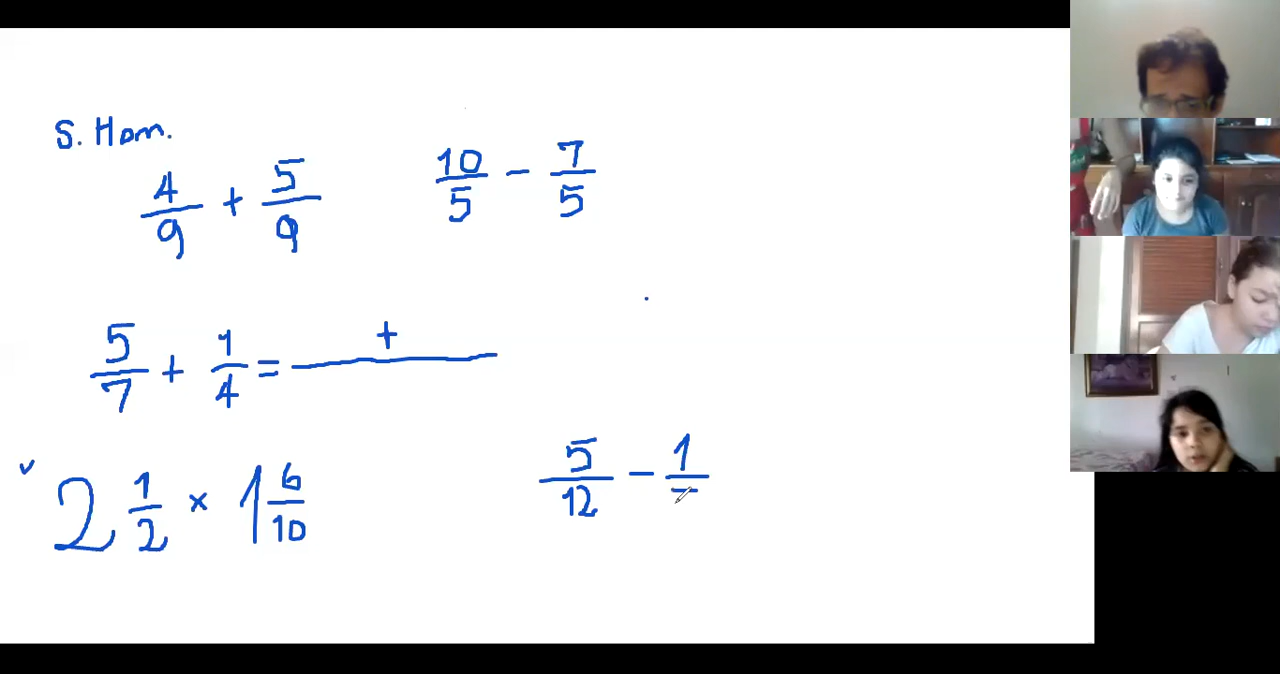 S. Hom.
4/9 + 5/9
10/5 - 7/5
5/7 + 1/4 = +
2 1/2 × 1 6/10
5/12 - 1/